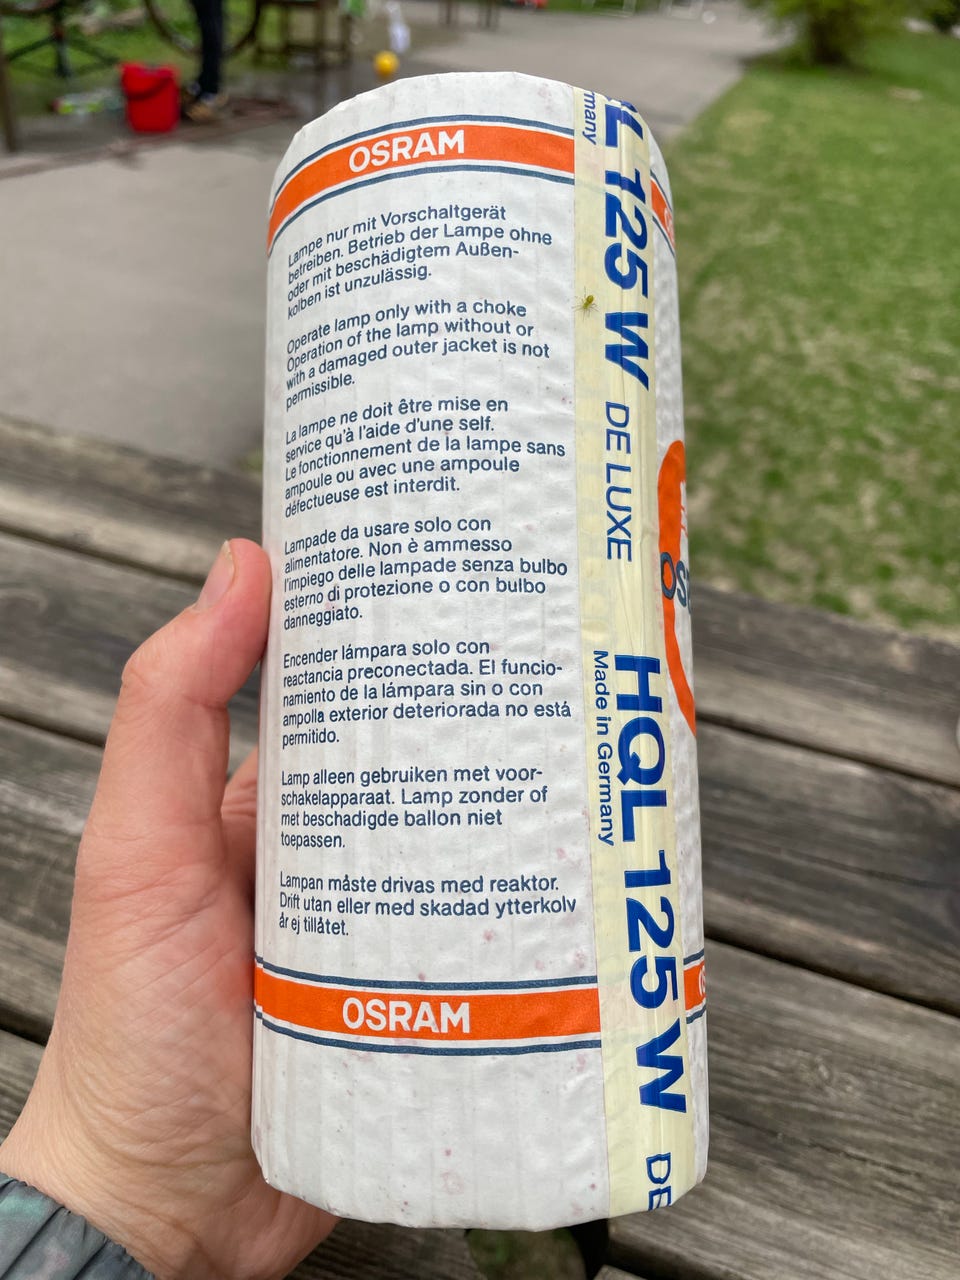 OSRAM
Lampe nur mit Vorschaltgerät
betreiben. Betrieb der Lampe ohne
oder mit beschädigtem Außen-
kolben ist unzulässig.
Operate lamp only with a choke
Operation of the lamp without or
with a damaged outer jacket is not
permissible.
La lampe ne doit être mise en
service qu'à l'aide d'une self.
Le fonctionnement de la lampe sans
ampoule ou avec une ampoule
défectueuse est interdit.
Lampade da usare solo con
alimentatore. Non è ammesso
l'impiego delle lampade senza bulbo
esterno di protezione o con bulbo
danneggiato.
Encender lámpara solo con
reactancia preconectada. El funcio-
namiento de la lámpara sin o con
ampolla exterior deteriorada no está
permitido.
Lamp alleen gebruiken met voor-
schakelapparaat. Lamp zonder of
met beschadigde ballon niet
toepassen.
Lampan måste drivas med reaktor.
Drift utan eller med skadad ytterkolv
år ej tillåtet.
OSRAM
L 125 W DE LUXE
many
HQL 125 W DE
Made in Germany
OS